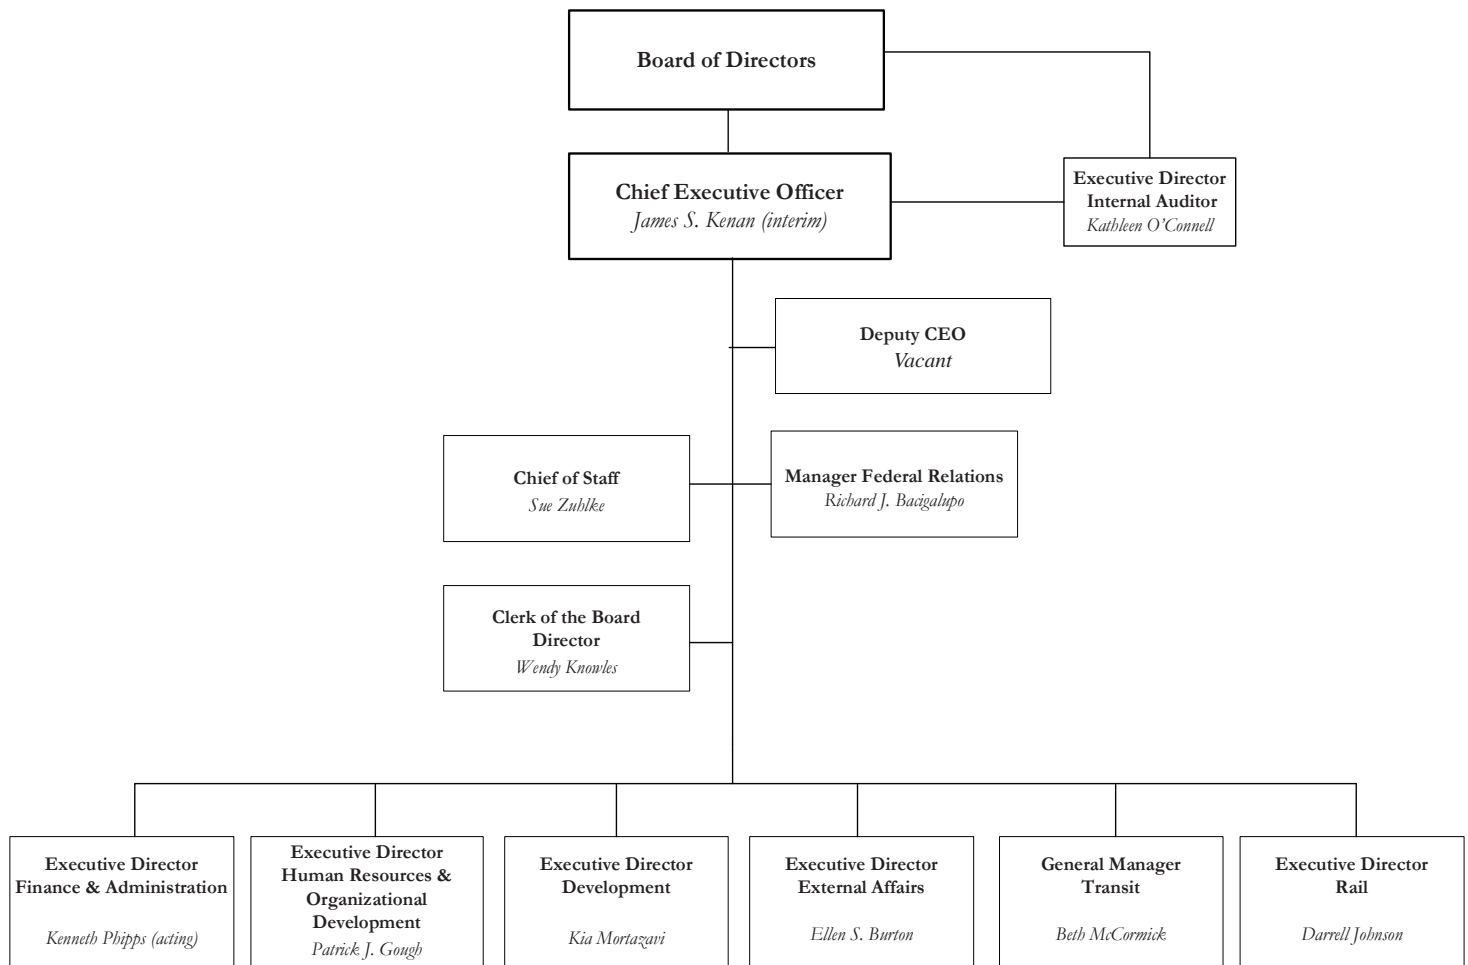 Board of Directors
Chief Executive Officer
James S. Kenan (interim)
Executive Director
Internal Auditor
Kathleen O’Connell
Deputy CEO
Vacant
Chief of Staff
Sue Zuhlke
Manager Federal Relations
Richard J. Bacigalupo
Clerk of the Board
Director
Wendy Knowles
Executive Director
Finance & Administration
Kenneth Phipps (acting)
Executive Director
Human Resources &
Organizational
Development
Patrick J. Gough
Executive Director
Development
Kia Mortazavi
Executive Director
External Affairs
Ellen S. Burton
General Manager
Transit
Beth McCormick
Executive Director
Rail
Darrell Johnson